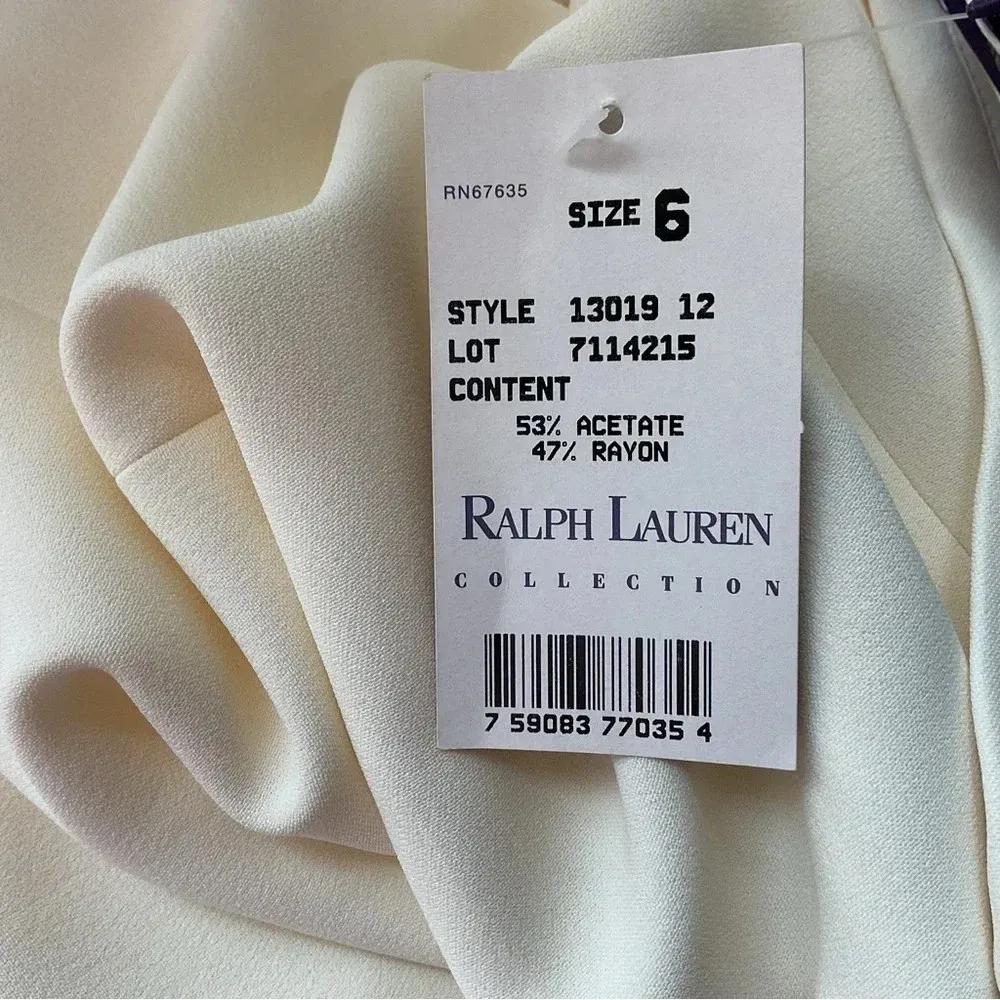 RN67635
SIZE 6
STYLE 13019 12
LOT 7114215
CONTENT
53% ACETATE
47% RAYON
RALPH LAUREN
COLLECTION
7 59083 77035 4